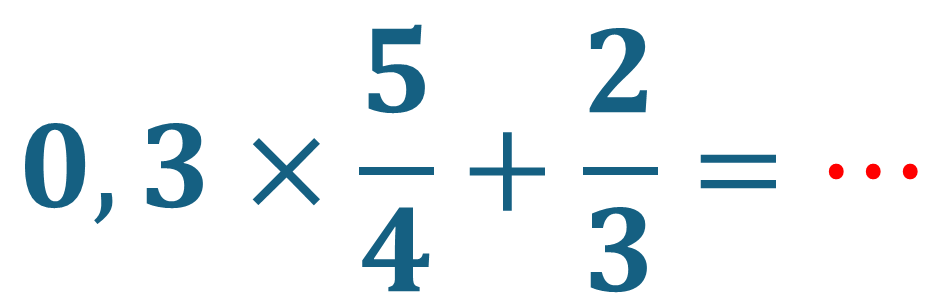 0,3 × 5/4 + 2/3 = ...